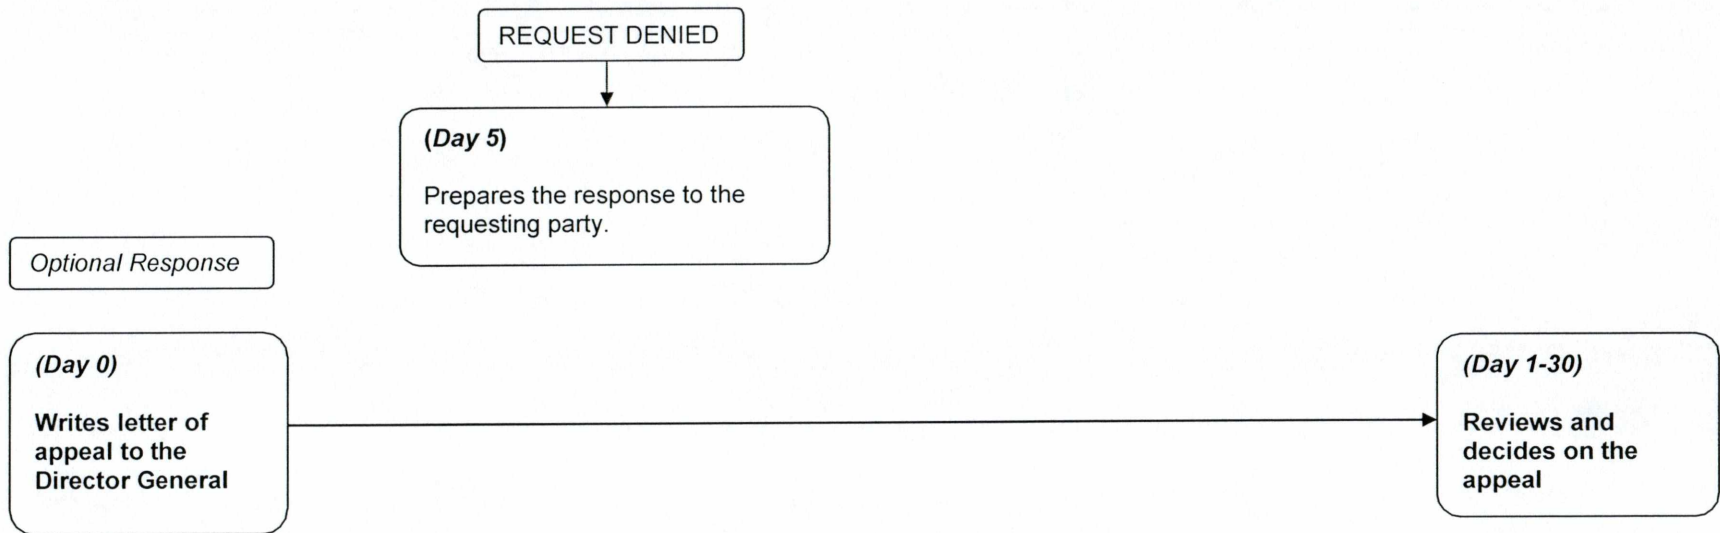 REQUEST DENIED
(Day 5)
Prepares the response to the
requesting party.
Optional Response
(Day 0)
Writes letter of
appeal to the
Director General
(Day 1-30)
Reviews and
decides on the
appeal